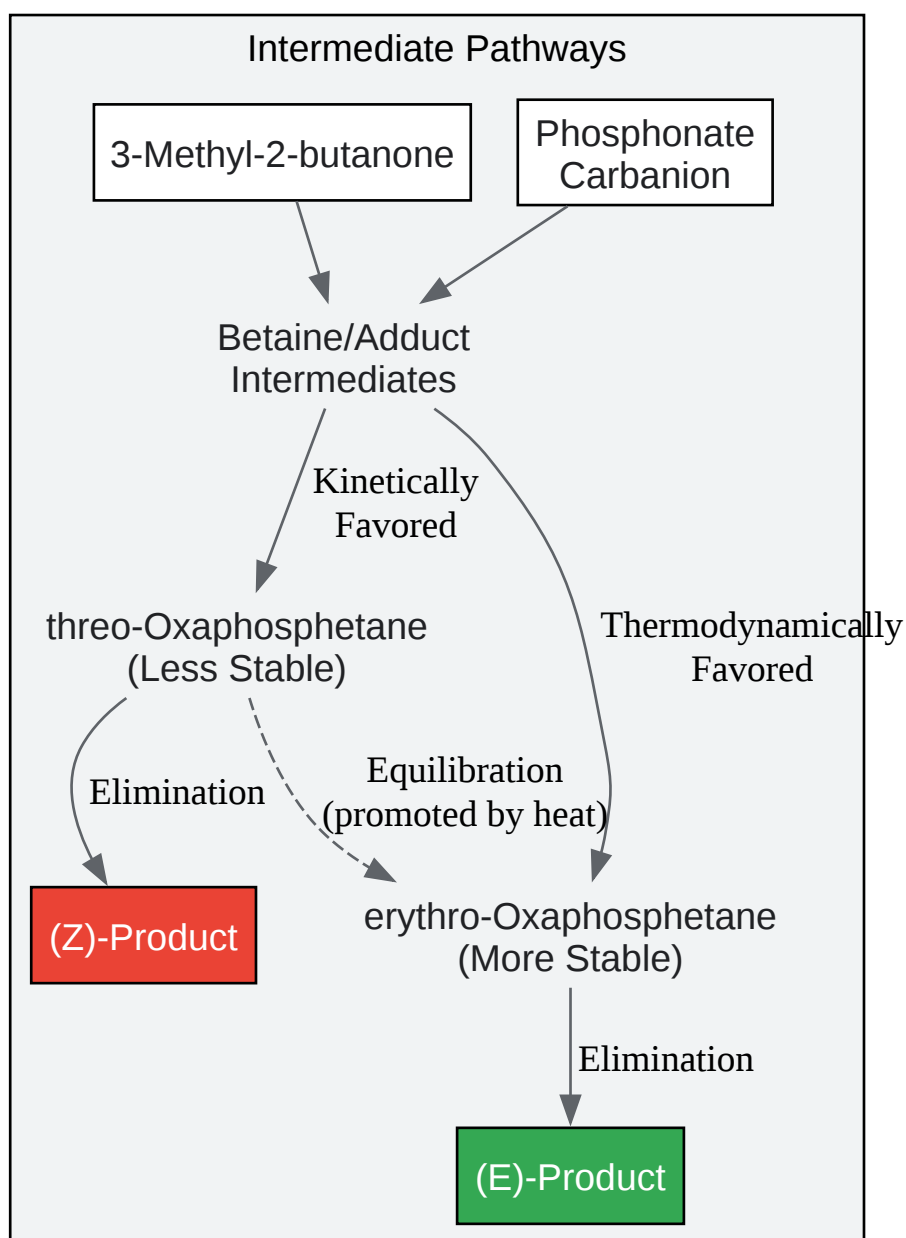 Intermediate Pathways
3-Methyl-2-butanone
Phosphonate
Carbanion
Betaine/Adduct
Intermediates
Kinetically
Favored
threo-Oxaphosphetane
(Less Stable)
Thermodynamically
Favored
Elimination
Equilibration
(promoted by heat)
(Z)-Product
erythro-Oxaphosphetane
(More Stable)
Elimination
(E)-Product